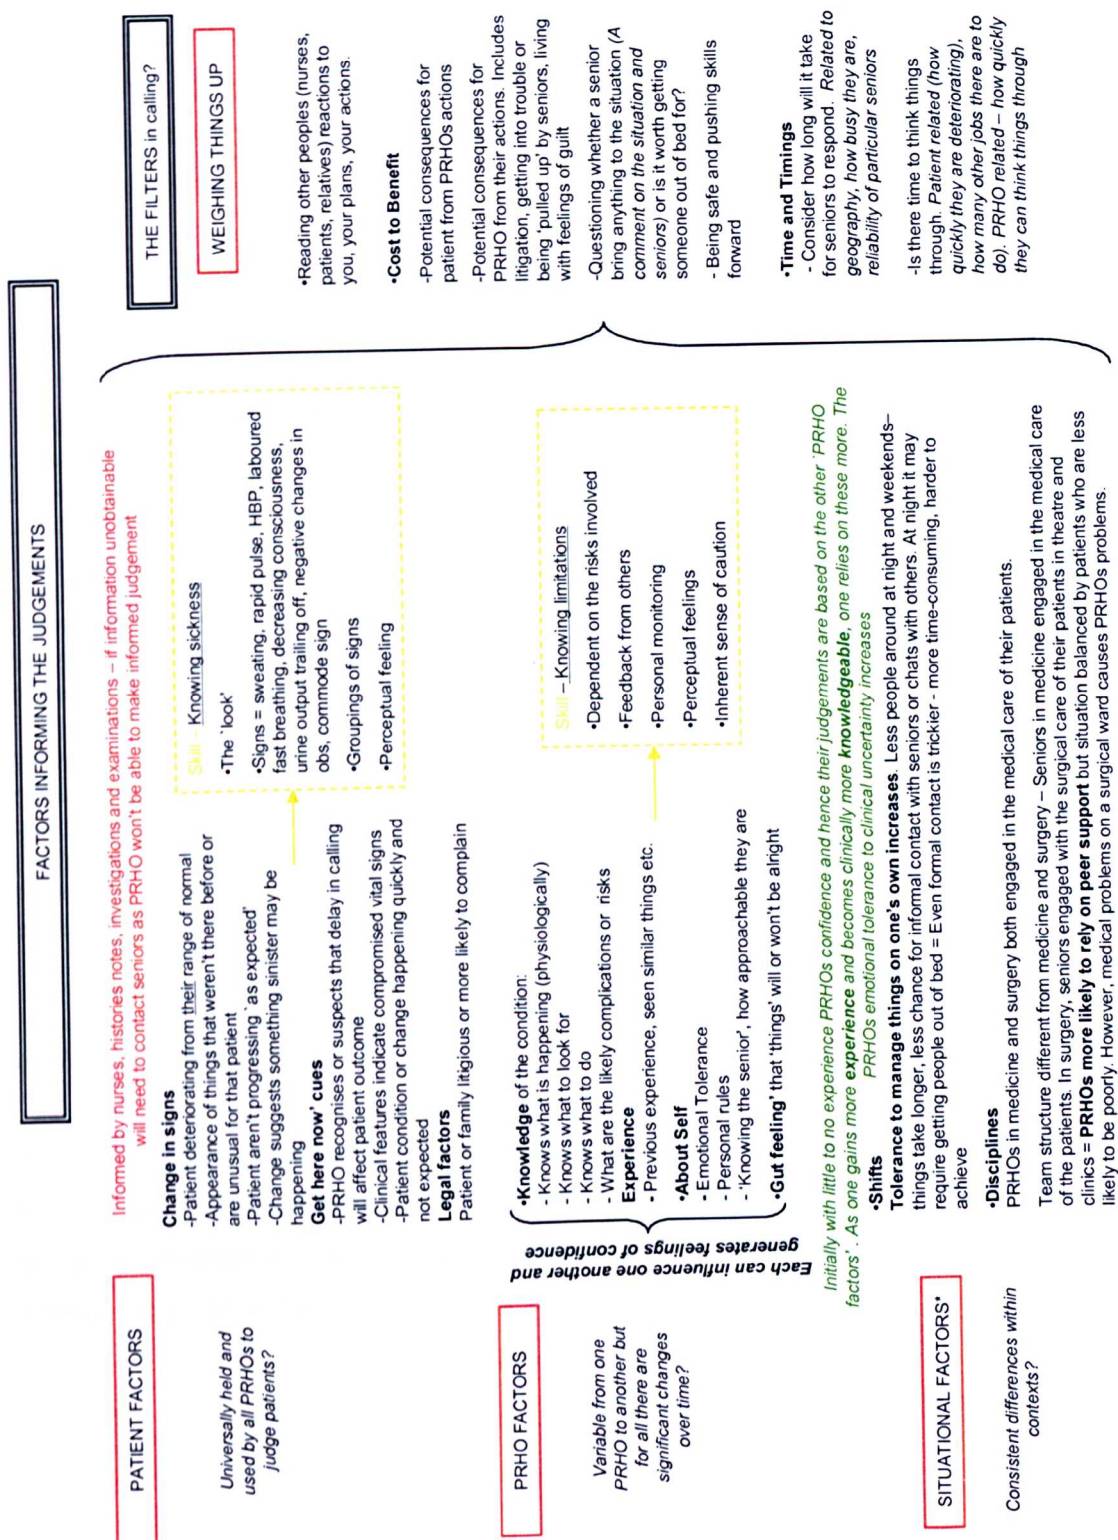 FACTORS INFORMING THE JUDGEMENTS
PATIENT FACTORS
Universally held and
used by all PRHOs to
judge patients?
Informed by nurses, histories notes, investigations and examinations – if information unobtainable
will need to contact seniors as PRHO won't be able to make informed judgement
Change in signs
-Patient deteriorating from their range of normal
-Appearance of things that weren't there before or
are unusual for that patient
-Patient aren't progressing `as expected'
-Change suggests something sinister may be
happening
Get here now' cues
-PRHO recognises or suspects that delay in calling
will affect patient outcome
-Clinical features indicate compromised vital signs
-Patient condition or change happening quickly and
not expected
Legal factors
Patient or family litigious or more likely to complain
Skill – Knowing sickness
•The `look'
•Signs = sweating, rapid pulse, HBP, laboured
fast breathing, decreasing consciousness,
urine output trailing off, negative changes in
obs, commode sign
•Groupings of signs
•Perceptual feeling
PRHO FACTORS
Variable from one
PRHO to another but
for all there are
significant changes
over time?
Each can influence one another and
generates feelings of confidence
•Knowledge of the condition:
- Knows what is happening (physiologically)
- Knows what to look for
- Knows what to do
- What are the likely complications or risks
Experience
- Previous experience, seen similar things etc.
•About Self
- Emotional Tolerance
- Personal rules
- 'Knowing the senior', how approachable they are
•'Gut feeling' that 'things' will or won't be alright
Skill – Knowing limitations
•Dependent on the risks involved
•Feedback from others
•Personal monitoring
•Perceptual feelings
•Inherent sense of caution
Initially with little to no experience PRHOs confidence and hence their judgements are based on the other `PRHO
factors'. As one gains more experience and becomes clinically more knowledgeable, one relies on these more. The
PRHOs emotional tolerance to clinical uncertainty increases
SITUATIONAL FACTORS*
Consistent differences within
contexts?
•Shifts
Tolerance to manage things on one's own increases. Less people around at night and weekends–
things take longer, less chance for informal contact with seniors or chats with others. At night it may
require getting people out of bed = Even formal contact is trickier - more time-consuming, harder to
achieve
•Disciplines
PRHOs in medicine and surgery both engaged in the medical care of their patients.
Team structure different from medicine and surgery – Seniors in medicine engaged in the medical care
of the patients. In surgery, seniors engaged with the surgical care of their patients in theatre and
clinics = PRHOs more likely to rely on peer support but situation balanced by patients who are less
likely to be poorly. However, medical problems on a surgical ward causes PRHOs problems.
THE FILTERS in calling?
WEIGHING THINGS UP
•Reading other peoples (nurses,
patients, relatives) reactions to
you, your plans, your actions.
•Cost to Benefit
-Potential consequences for
patient from PRHOs actions
-Potential consequences for
PRHO from their actions. Includes
litigation, getting into trouble or
being 'pulled up' by seniors, living
with feelings of guilt
-Questioning whether a senior
bring anything to the situation (A
comment on the situation and
seniors) or is it worth getting
someone out of bed for?
- Being safe and pushing skills
forward
•Time and Timings
- Consider how long will it take
for seniors to respond. Related to
geography, how busy they are,
reliability of particular seniors
-Is there time to think things
through. Patient related (how
quickly they are deteriorating),
how many other jobs there are to
do). PRHO related – how quickly
they can think things through